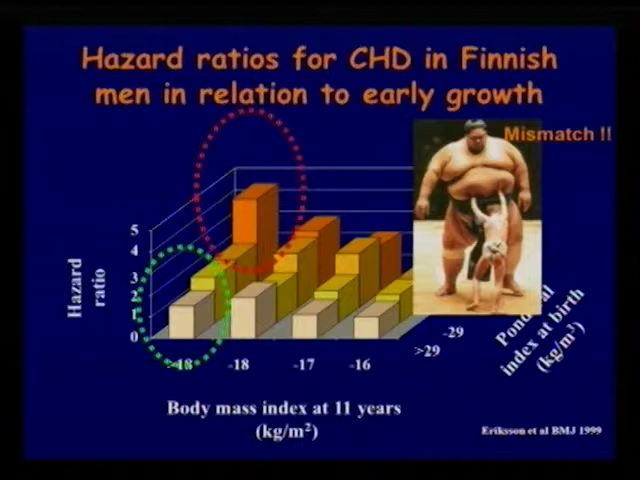 Hazard ratios for CHD in Finnish
men in relation to early growth
Mismatch !!
5
4
3
2
1
0
Hazard
ratio
>18
-18
-17
-16
>29
-29
index at birth
(kg/m³)
Body mass index at 11 years
(kg/m²)
Eriksson et al BMJ 1999